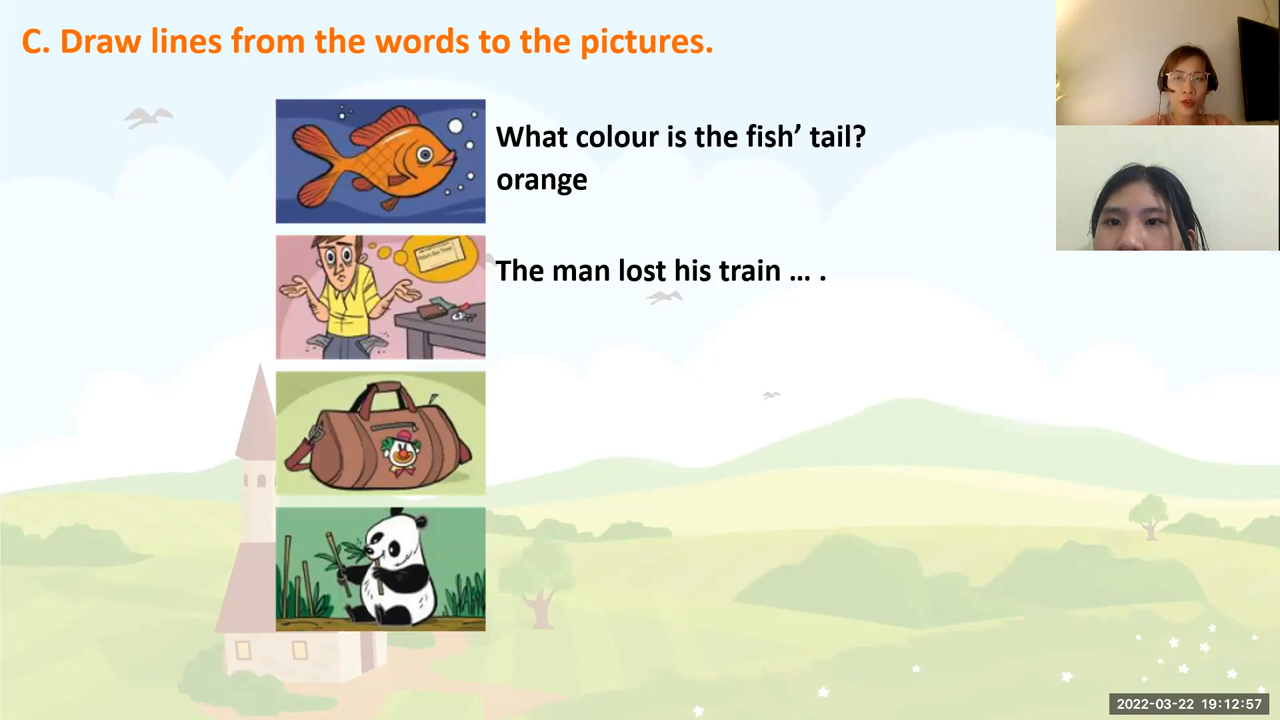 C. Draw lines from the words to the pictures.
What colour is the fish’ tail?
orange
The man lost his train ... .
2022-03-22 19:12:57